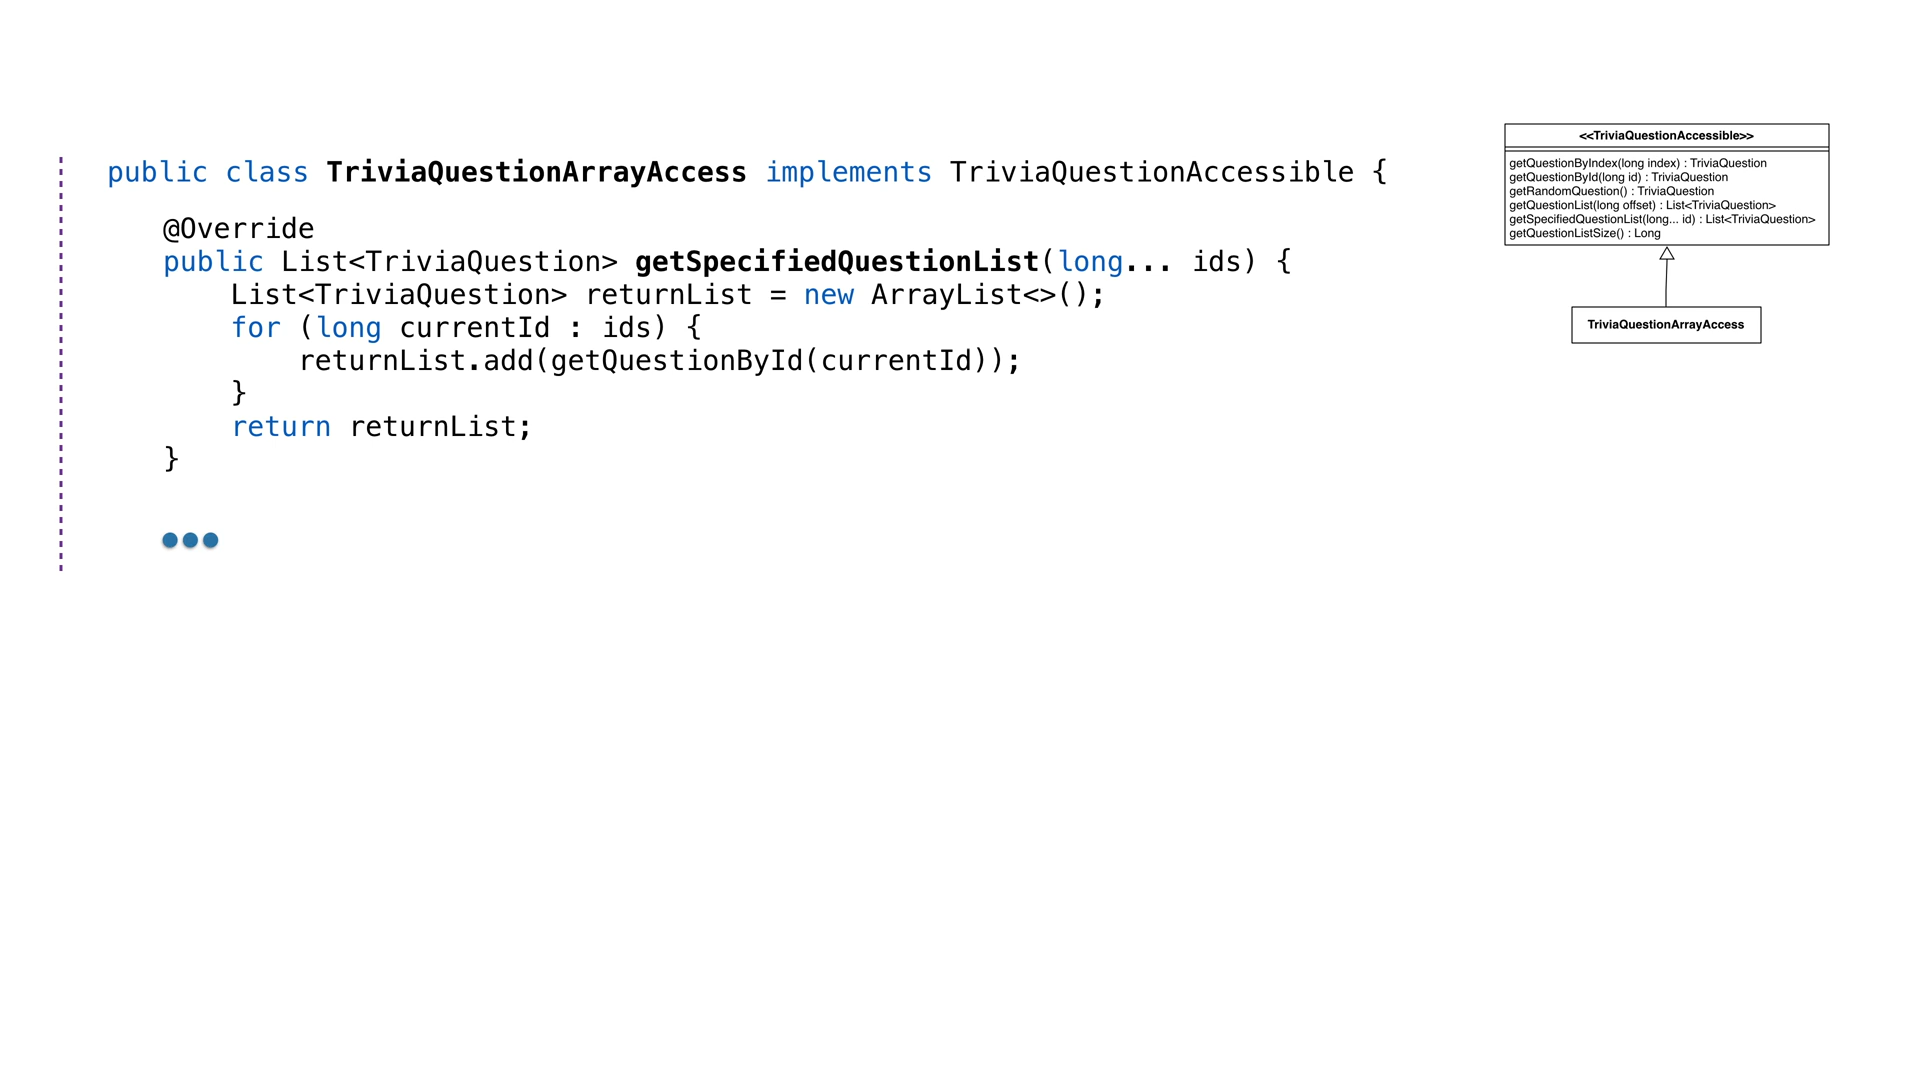 public class TriviaQuestionArrayAccess implements TriviaQuestionAccessible {
@Override
public List<TriviaQuestion> getSpecifiedQuestionList(long... ids) {
List<TriviaQuestion> returnList = new ArrayList<>();
for (long currentId : ids) {
returnList.add(getQuestionById(currentId));
}
return returnList;
}
<<TriviaQuestionAccessible>>
getQuestionByIndex(long index) : TriviaQuestion
getQuestionById(long id) : TriviaQuestion
getRandomQuestion() : TriviaQuestion
getQuestionList(long offset) : List<TriviaQuestion>
getSpecifiedQuestionList(long... id) : List<TriviaQuestion>
getQuestionListSize() : Long
TriviaQuestionArrayAccess